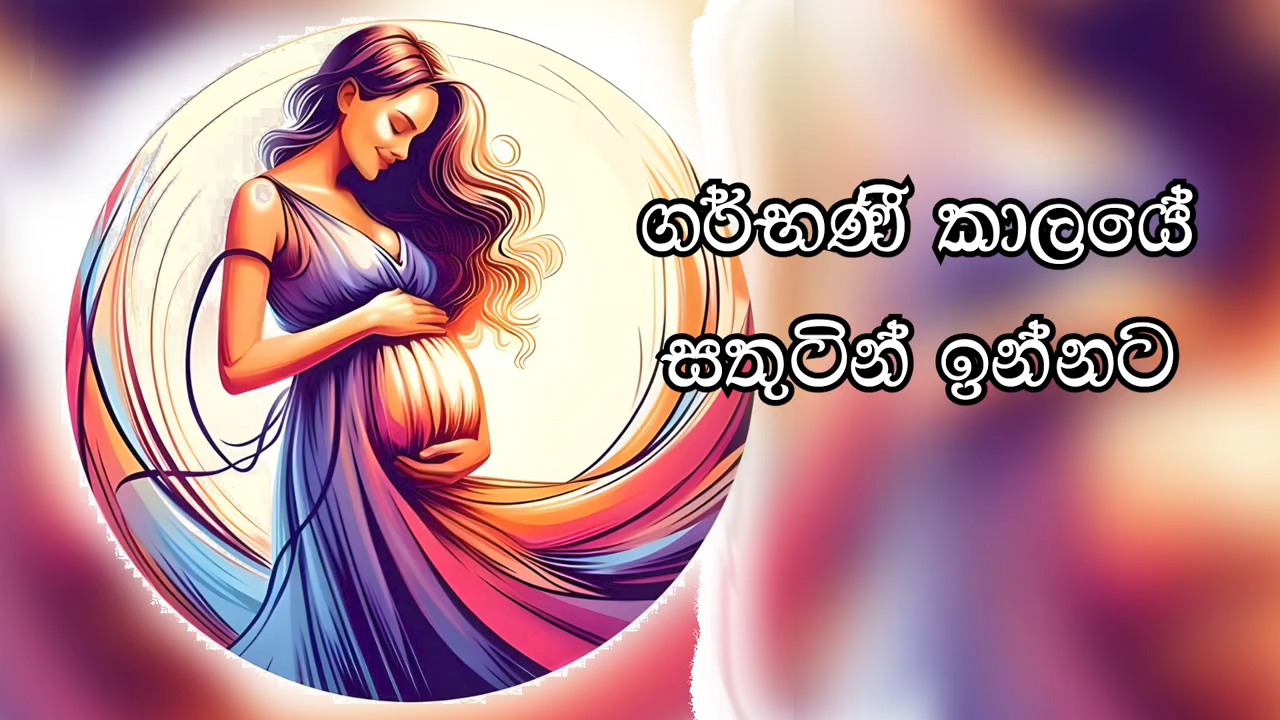 ගර්භණී කාලයේ
සතුටින් ඉන්නට